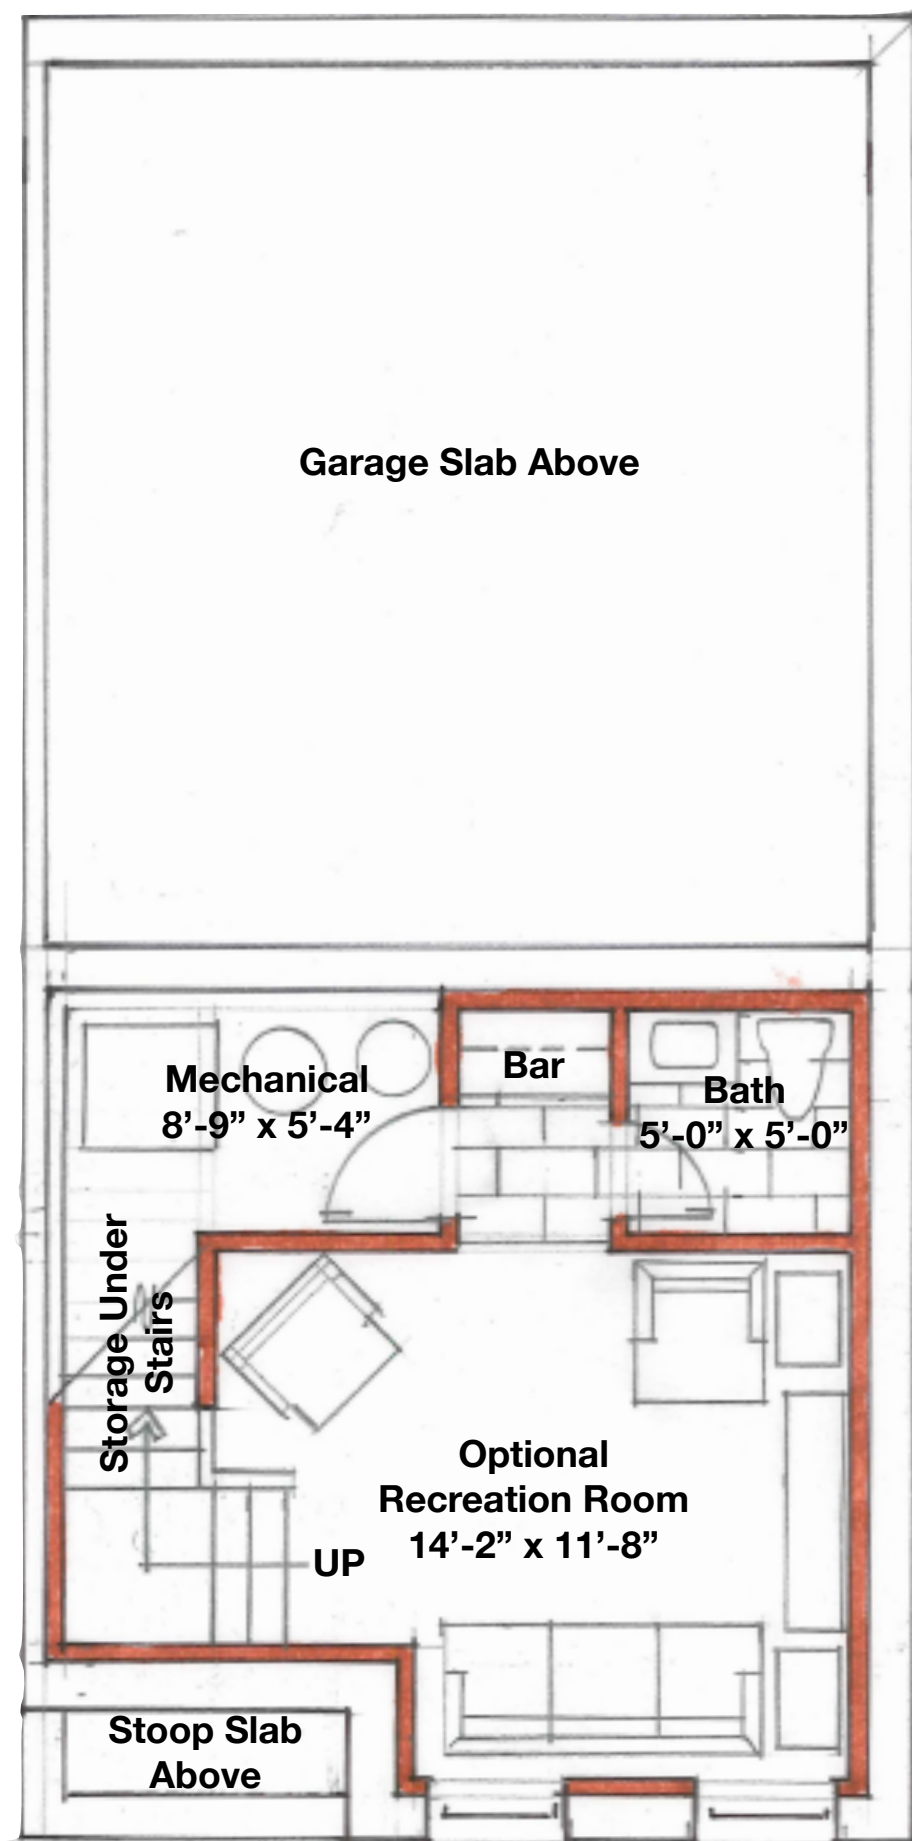 Garage Slab Above
Mechanical
8’-9” x 5’-4”
Bar
Bath
5’-0” x 5’-0”
Storage Under
Stairs
Optional
Recreation Room
14’-2” x 11’-8”
UP
Stoop Slab
Above